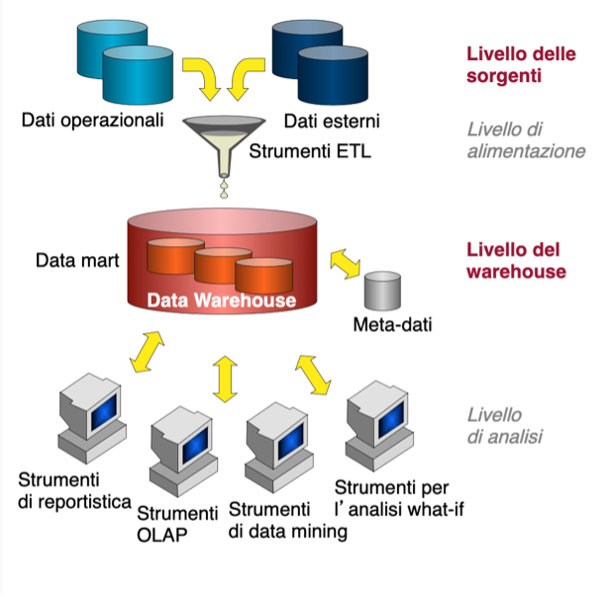 Livello delle
sorgenti
Dati operazionali
Dati esterni
Strumenti ETL
Livello di
alimentazione
Data mart
Data Warehouse
Livello del
warehouse
Meta-dati
Livello
di analisi
Strumenti
di reportistica
Strumenti
OLAP
Strumenti
di data mining
Strumenti per
l’analisi what-if